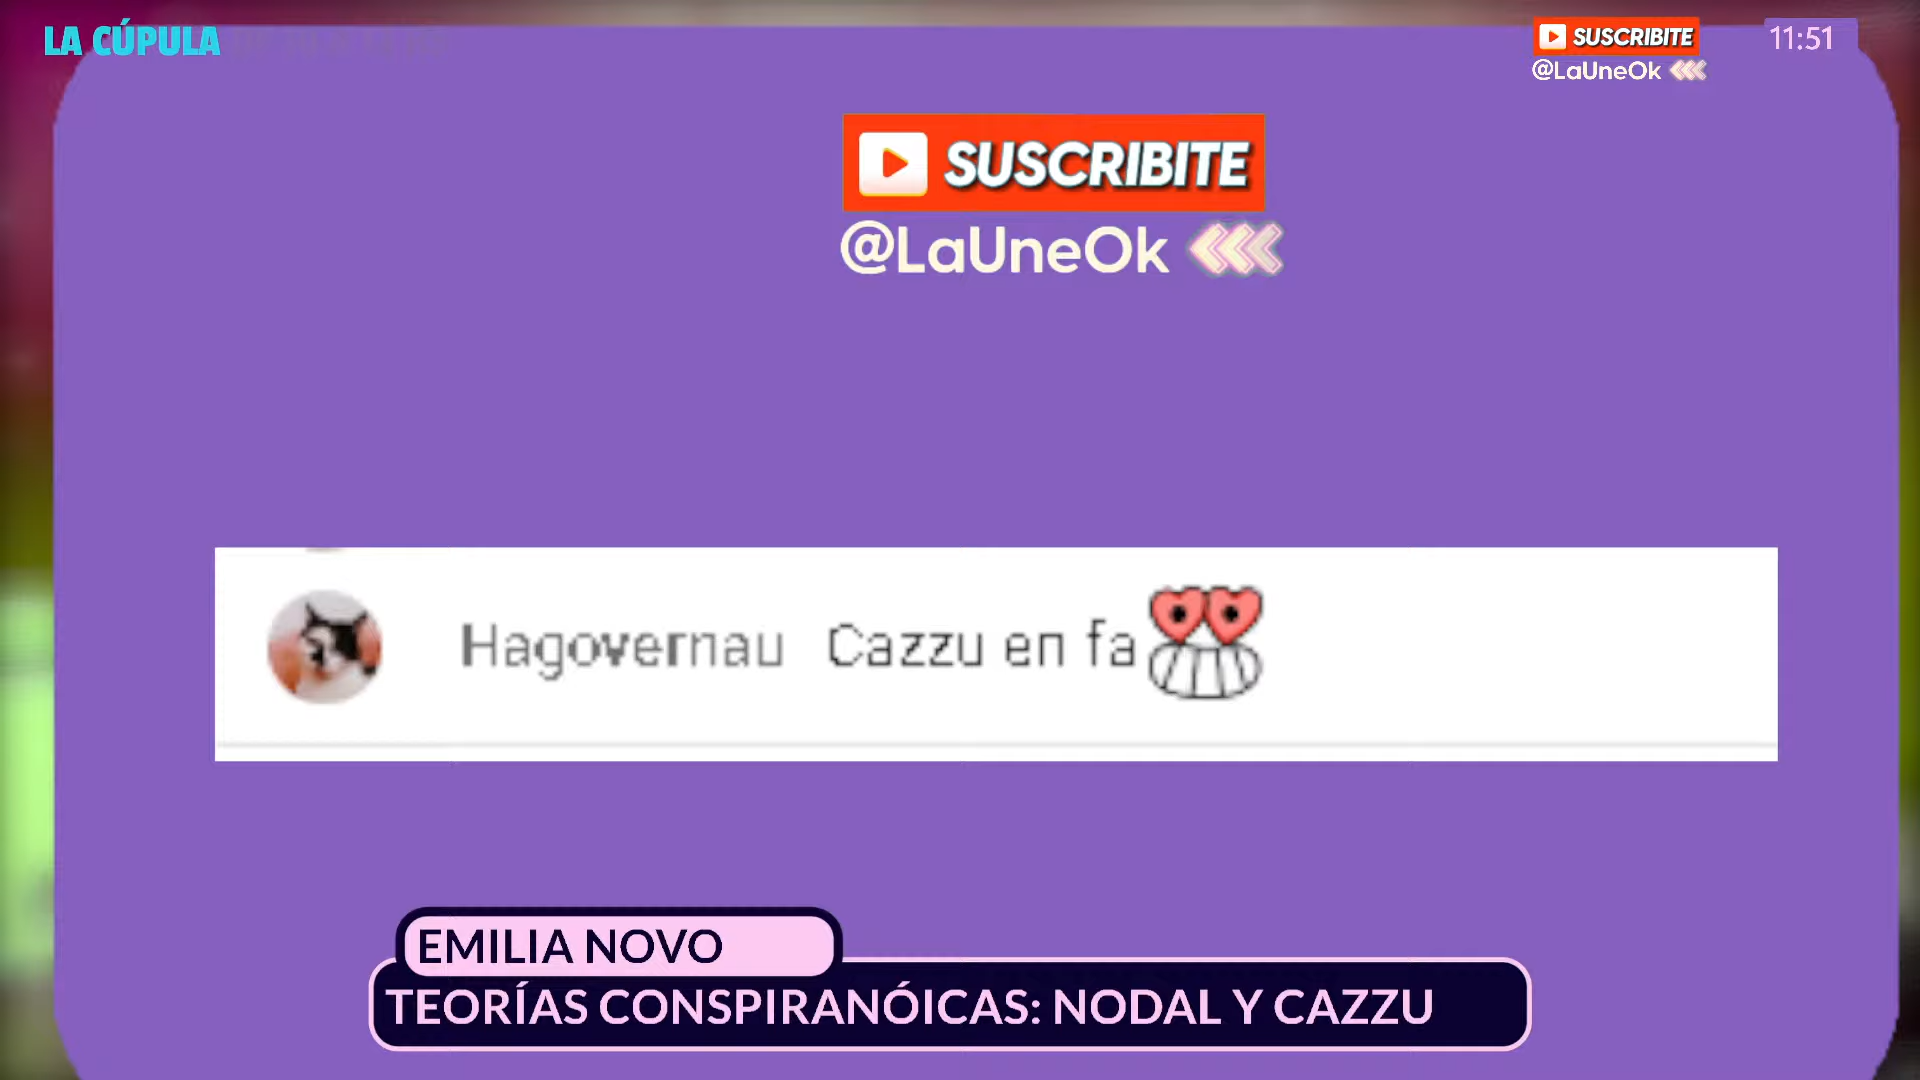 LA CÚPULA
SUSCRIBITE
@LaUneOk
11:51
SUSCRIBITE
@LaUneOk
Hagovernau Cazzu en fa
EMILIA NOVO
TEORÍAS CONSPIRANÓICAS: NODAL Y CAZZU